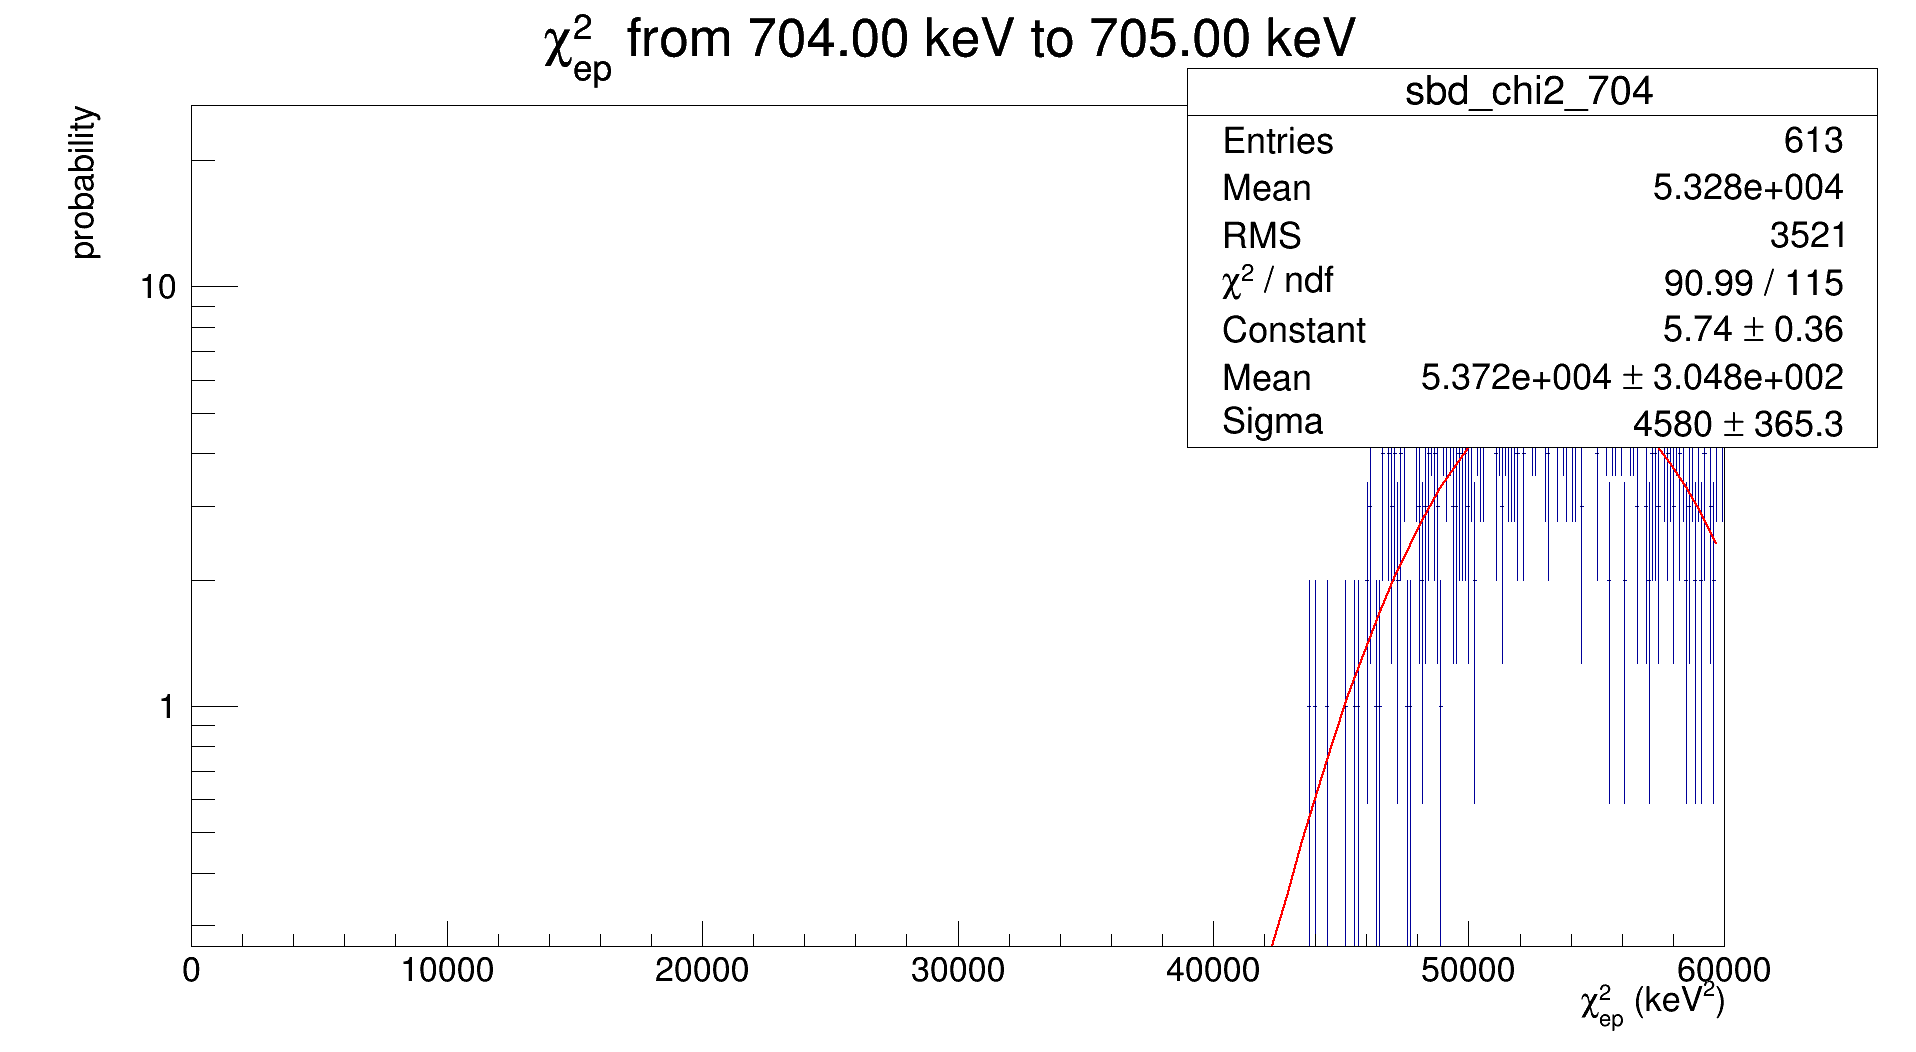 χ²ep from 704.00 keV to 705.00 keV
sbd_chi2_704
Entries 613
Mean 5.328e+004
RMS 3521
χ² / ndf 90.99 / 115
Constant 5.74 ± 0.36
Mean 5.372e+004 ± 3.048e+002
Sigma 4580 ± 365.3
probability
10
1
0 10000 20000 30000 40000 50000 60000
χ²ep (keV²)